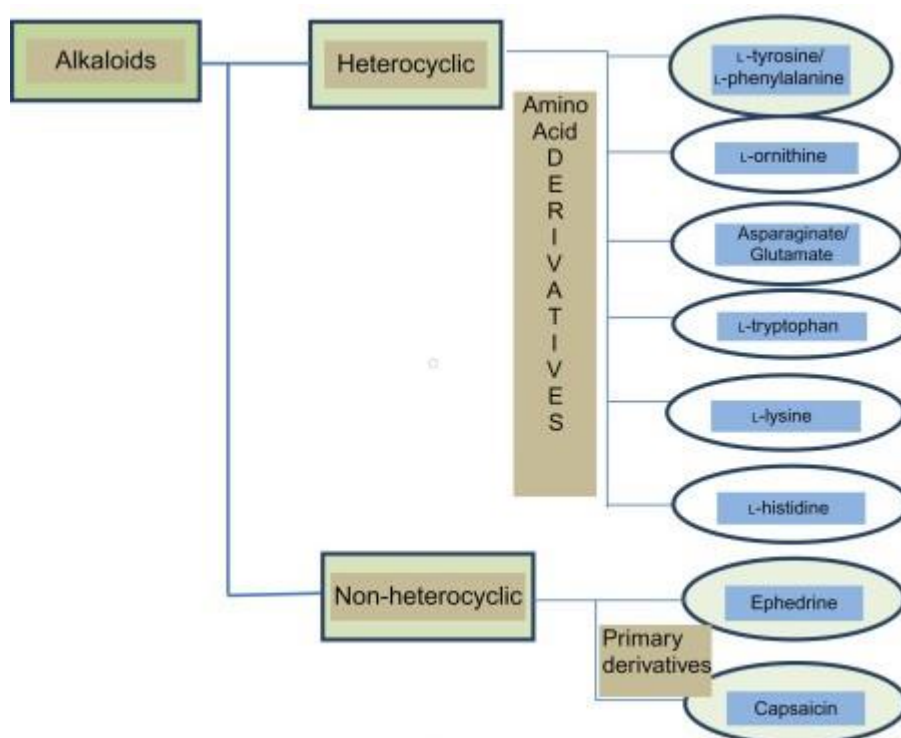 Alkaloids
Heterocyclic
Amino
Acid
D
E
R
I
V
A
T
I
V
E
S
L-tyrosine/
L-phenylalanine
L-ornithine
Asparaginate/
Glutamate
L-tryptophan
L-lysine
L-histidine
Non-heterocyclic
Primary
derivatives
Ephedrine
Capsaicin